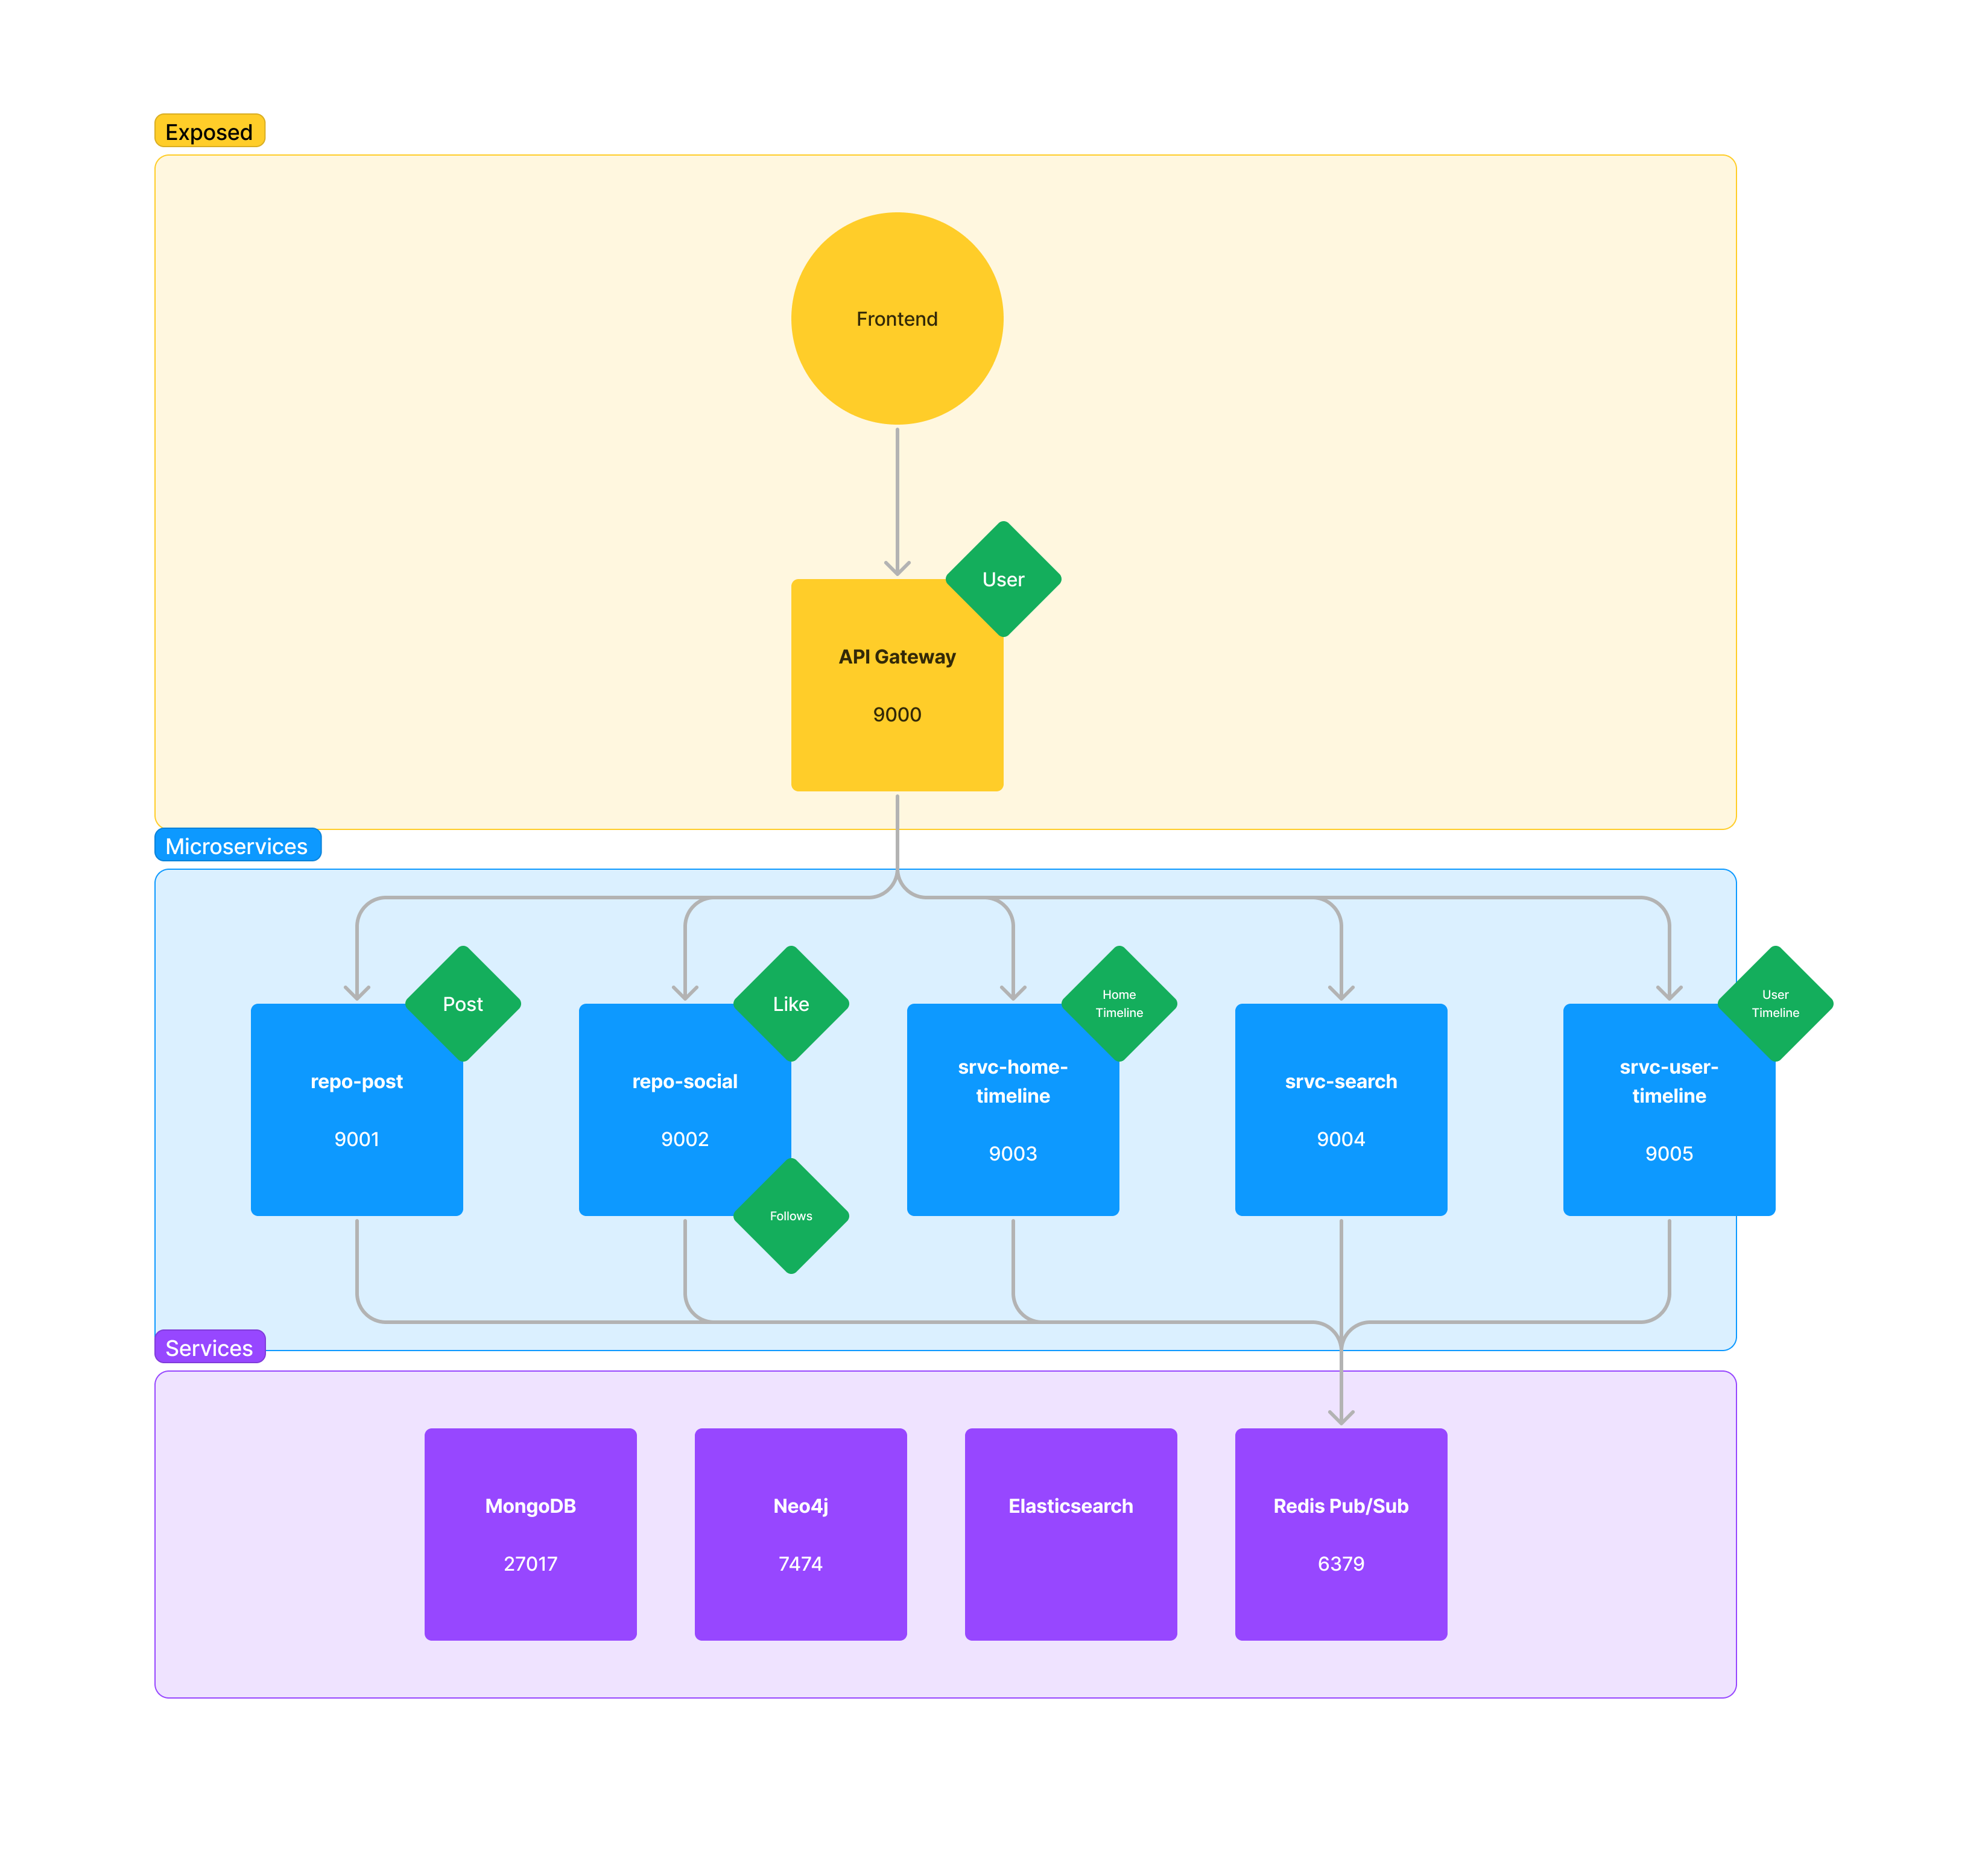 Exposed
Frontend
User
API Gateway
9000
Microservices
Post
Like
Home
Timeline
User
Timeline
repo-post
9001
repo-social
9002
srvc-home-
timeline
9003
srvc-search
9004
srvc-user-
timeline
9005
Follows
Services
MongoDB
27017
Neo4j
7474
Elasticsearch
Redis Pub/Sub
6379